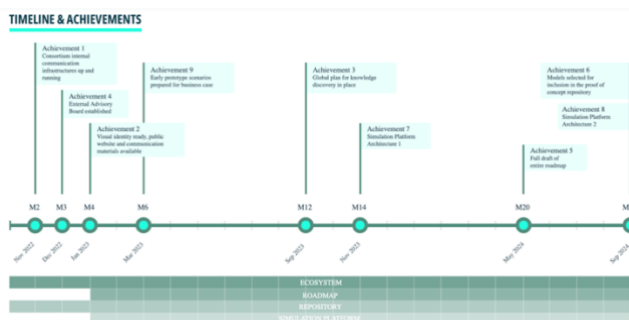 TIMELINE & ACHIEVEMENTS
Achievement 1
Consortium internal
communication
infrastructures up and
running
Achievement 4
External Advisory
Board established
Achievement 2
Visual identity ready, public
website and communication
materials available
Achievement 9
Early prototype scenarios
prepared for business case
Achievement 3
Global plan for knowledge
discovery in place
Achievement 7
Simulation Platform
Architecture 1
Achievement 6
Models selected for
inclusion in the proof of
concept repository
Achievement 8
Simulation Platform
Architecture 2
Achievement 5
Full draft of
entire roadmap
M2
M3
M4
M6
M12
M14
M20
Nov 2022
Dec 2022
Jan 2023
Mar 2023
Sep 2023
Nov 2023
May 2024
Sep 2024
ECOSYSTEM
ROADMAP
REPOSITORY
SIMULATION PLATFORM